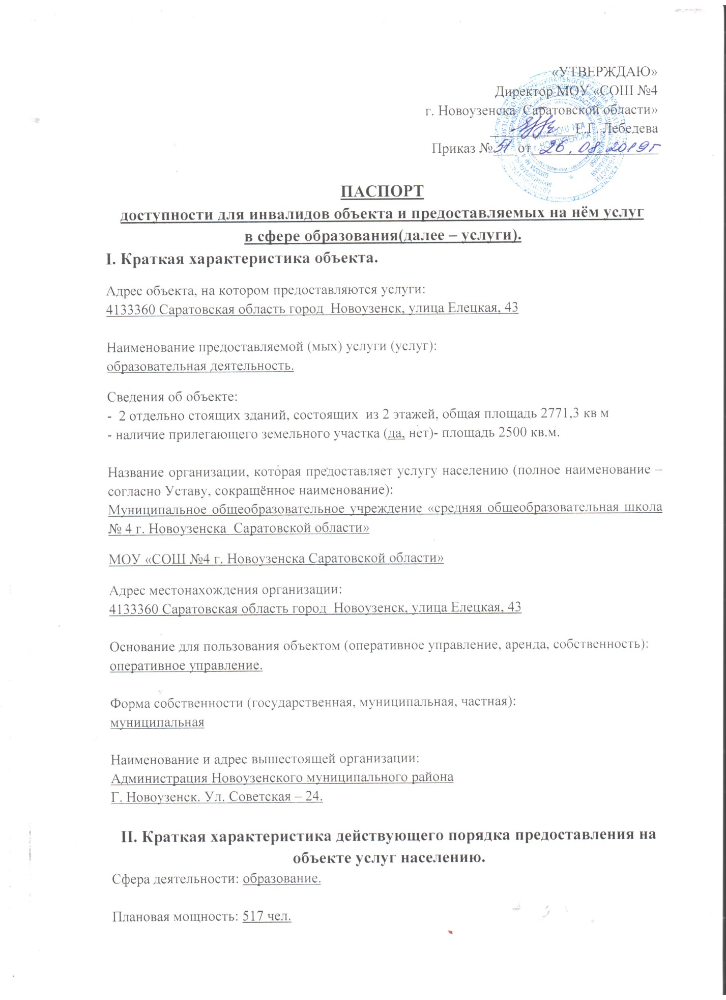 «УТВЕРЖДАЮ»
Директор МОУ «СОШ №4
г. Новоузенска  Саратовской области»
Е.Г. Лебедева
Приказ № 51 от 26.08.2019г
ПАСПОРТ
доступности для инвалидов объекта и предоставляемых на нём услуг
в сфере образования(далее – услуги).
I. Краткая характеристика объекта.
Адрес объекта, на котором предоставляются услуги:
4133360 Саратовская область город  Новоузенск, улица Елецкая, 43
Наименование предоставляемой (мых) услуги (услуг):
образовательная деятельность.
Сведения об объекте:
-  2 отдельно стоящих зданий, состоящих  из 2 этажей, общая площадь 2771,3 кв м
- наличие прилегающего земельного участка (да, нет)- площадь 2500 кв.м.
Название организации, которая предоставляет услугу населению (полное наименование –
согласно Уставу, сокращённое наименование):
Муниципальное общеобразовательное учреждение «средняя общеобразовательная школа
№ 4 г. Новоузенска  Саратовской области»
МОУ «СОШ №4 г. Новоузенска Саратовской области»
Адрес местонахождения организации:
4133360 Саратовская область город  Новоузенск, улица Елецкая, 43
Основание для пользования объектом (оперативное управление, аренда, собственность):
оперативное управление.
Форма собственности (государственная, муниципальная, частная):
муниципальная
Наименование и адрес вышестоящей организации:
Администрация Новоузенского муниципального района
Г. Новоузенск. Ул. Советская – 24.
II. Краткая характеристика действующего порядка предоставления на
объекте услуг населению.
Сфера деятельности: образование.
Плановая мощность: 517 чел.